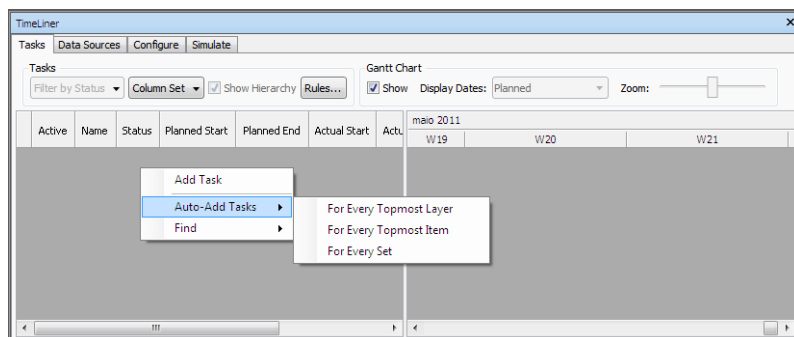 TimeLiner
Tasks Data Sources Configure Simulate
Tasks Gantt Chart
Filter by Status Column Set Show Hierarchy Rules... Show Display Dates: Planned Zoom:
maio 2011
Active Name Status Planned Start Planned End Actual Start Actu
W19 W20 W21
Add Task
Auto-Add Tasks
For Every Topmost Layer
For Every Topmost Item
Find
For Every Set